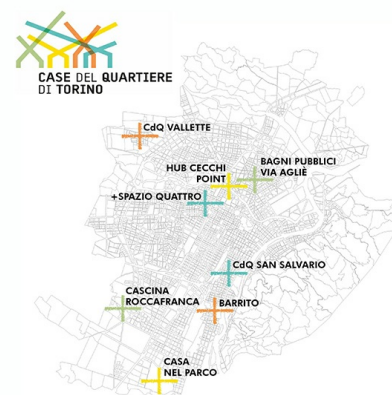 CASE DEL QUARTIERE
DI TORINO
CdQ VALLETTE
HUB CECCHI
POINT
BAGNI PUBBLICI
VIA AGLIÈ
+SPAZIO QUATTRO
CdQ SAN SALVARIO
CASCINA
ROCCAFRANCA
BARRITO
CASA
NEL PARCO